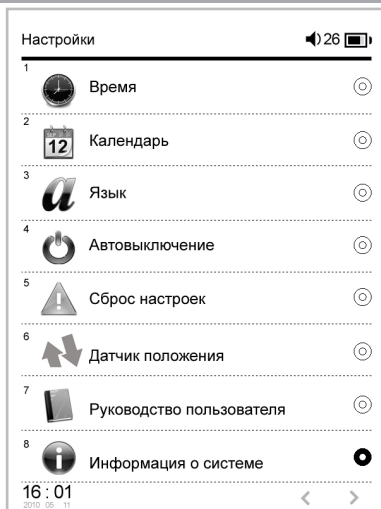 Настройки 26
1 Время
2 12 Календарь
3 a Язык
4 Автовыключение
5 Сброс настроек
6 Датчик положения
7 Руководство пользователя
8 i Информация о системе
16 : 01
2010 05 11